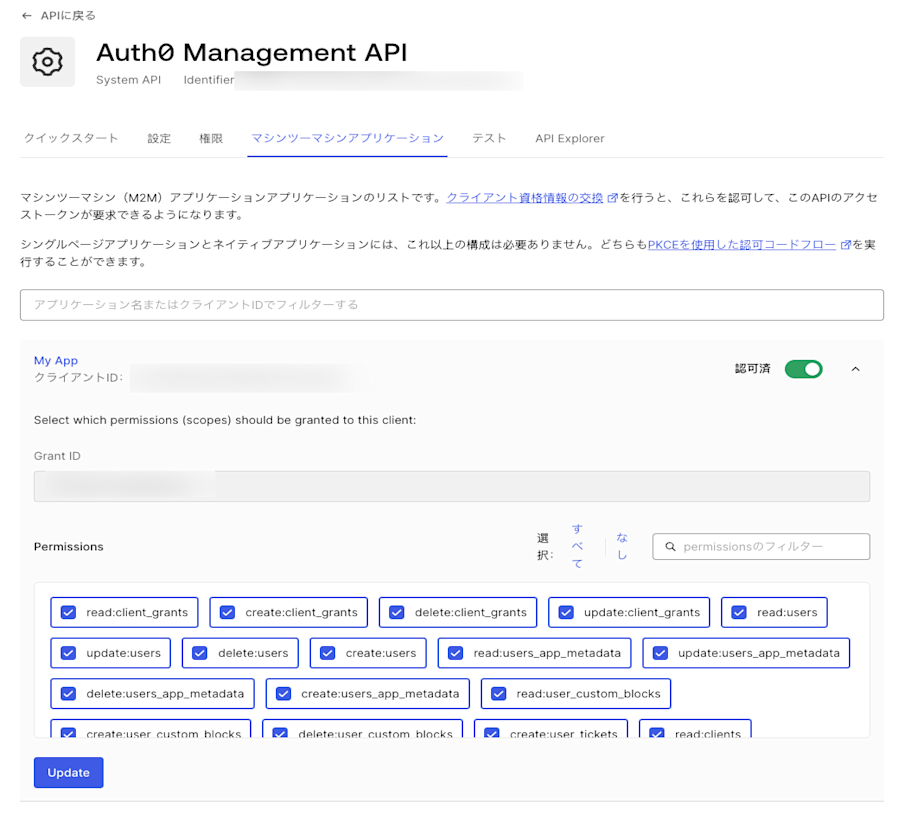 ← APIに戻る
Auth0 Management API
System API Identifier
クイックスタート 設定 権限 マシンツーマシンアプリケーション テスト API Explorer
マシンツーマシン（M2M）アプリケーションアプリケーションのリストです。クライアント資格情報の交換を行うと、これらを認可して、このAPIのアクセ
ストークンが要求できるようになります。
シングルページアプリケーションとネイティブアプリケーションには、これ以上の構成は必要ありません。どちらもPKCEを使用した認可コードフローを実
行することができます。
アプリケーション名またはクライアントIDでフィルターする
My App
クライアントID:
認可済
Select which permissions (scopes) should be granted to this client:
Grant ID
Permissions
選
択:
す
べ
て
な
し
permissionsのフィルター
read:client_grants create:client_grants delete:client_grants update:client_grants read:users
update:users delete:users create:users read:users_app_metadata update:users_app_metadata
delete:users_app_metadata create:users_app_metadata read:user_custom_blocks
create:user_custom_blocks delete:user_custom_blocks create:user_tickets read:clients
Update